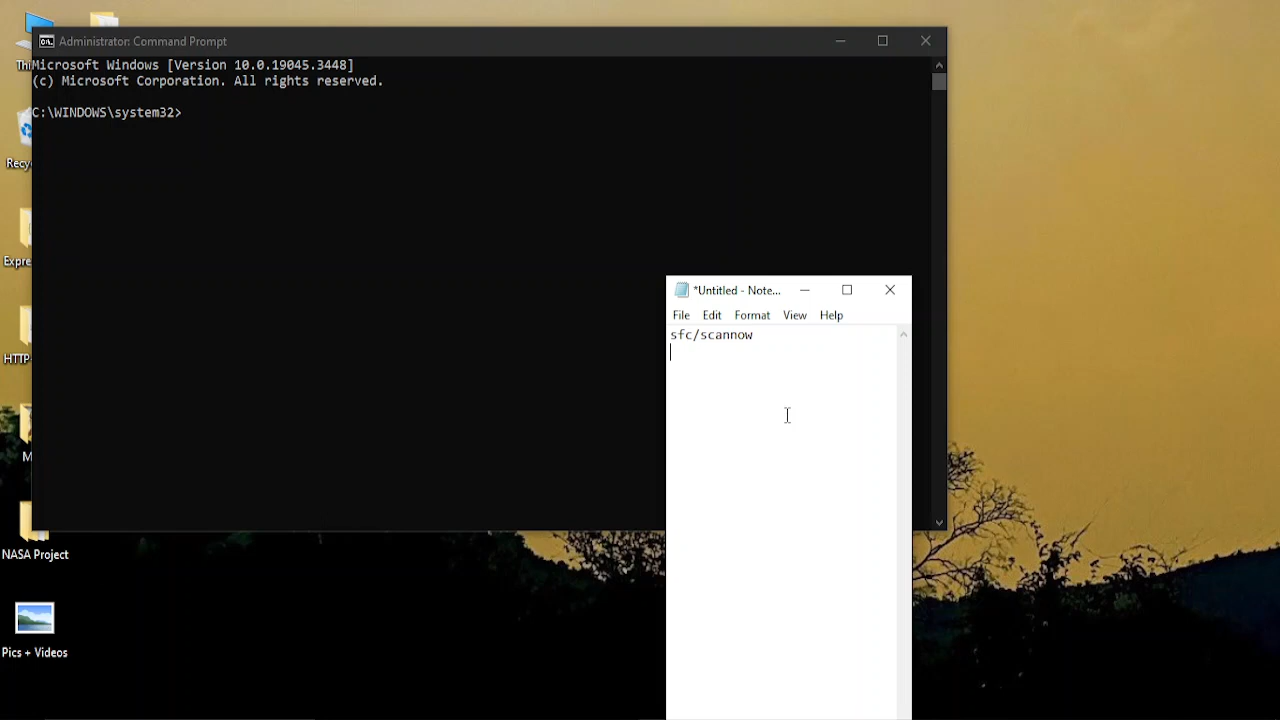 Administrator: Command Prompt
Microsoft Windows [Version 10.0.19045.3448]
(c) Microsoft Corporation. All rights reserved.
C:\WINDOWS\system32>
*Untitled - Note...
File Edit Format View Help
sfc/scannow
NASA Project
Pics + Videos